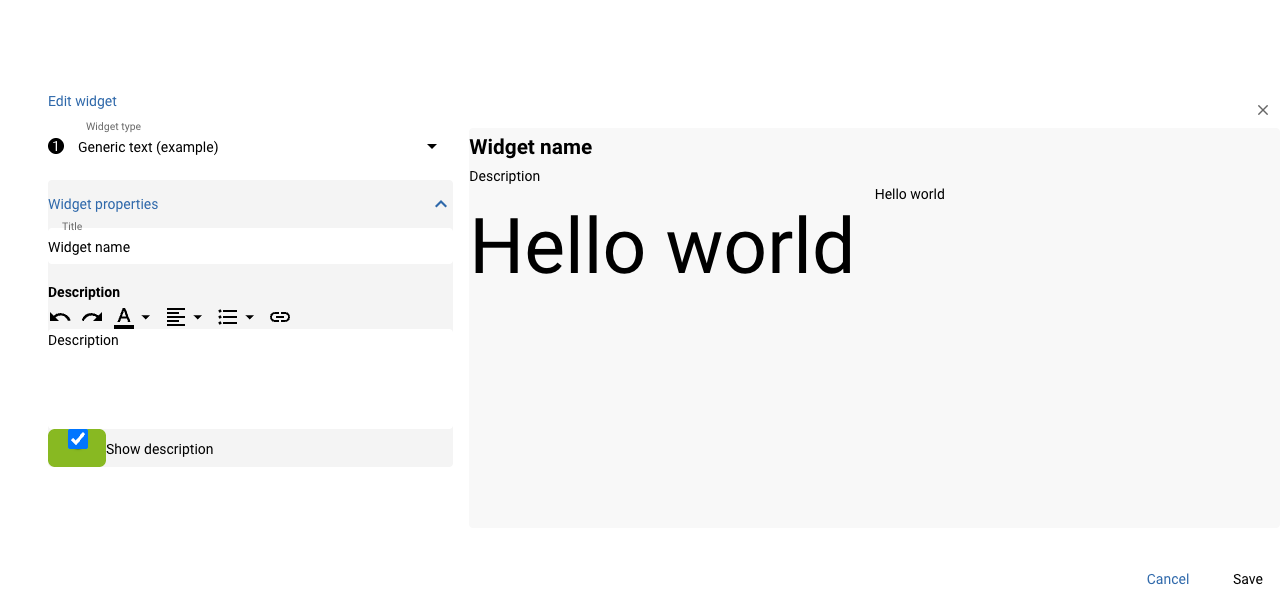 Edit widget
Widget type
1 Generic text (example)
Widget properties
Title
Widget name
Description
A
Description
Show description
Widget name
Description
Hello world
Hello world
Cancel
Save